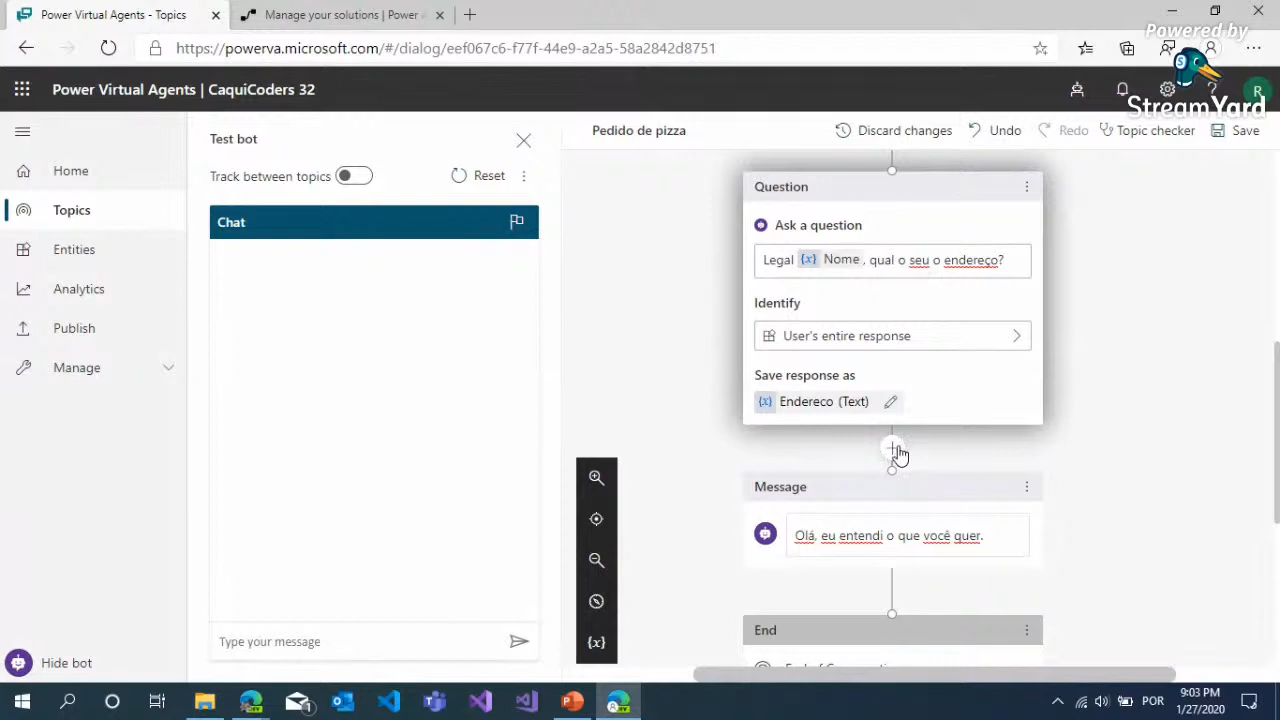 Power Virtual Agents - Topics
Manage your solutions | Power
https://powerva.microsoft.com/#/dialog/eef067c6-f77f-44e9-a2a5-58a2842d8751
Powered by
StreamYard
Power Virtual Agents | CaquiCoders 32
R
Home
Topics
Entities
Analytics
Publish
Manage
Hide bot
Test bot
Track between topics
Reset
Chat
Type your message
Pedido de pizza
Discard changes
Undo
Redo
Topic checker
Save
Question
Ask a question
Legal {x} Nome , qual o seu o endereço?
Identify
User's entire response
Save response as
{x} Endereco (Text)
Message
Olá, eu entendi o que você quer.
End
{x}
POR
9:03 PM
1/27/2020